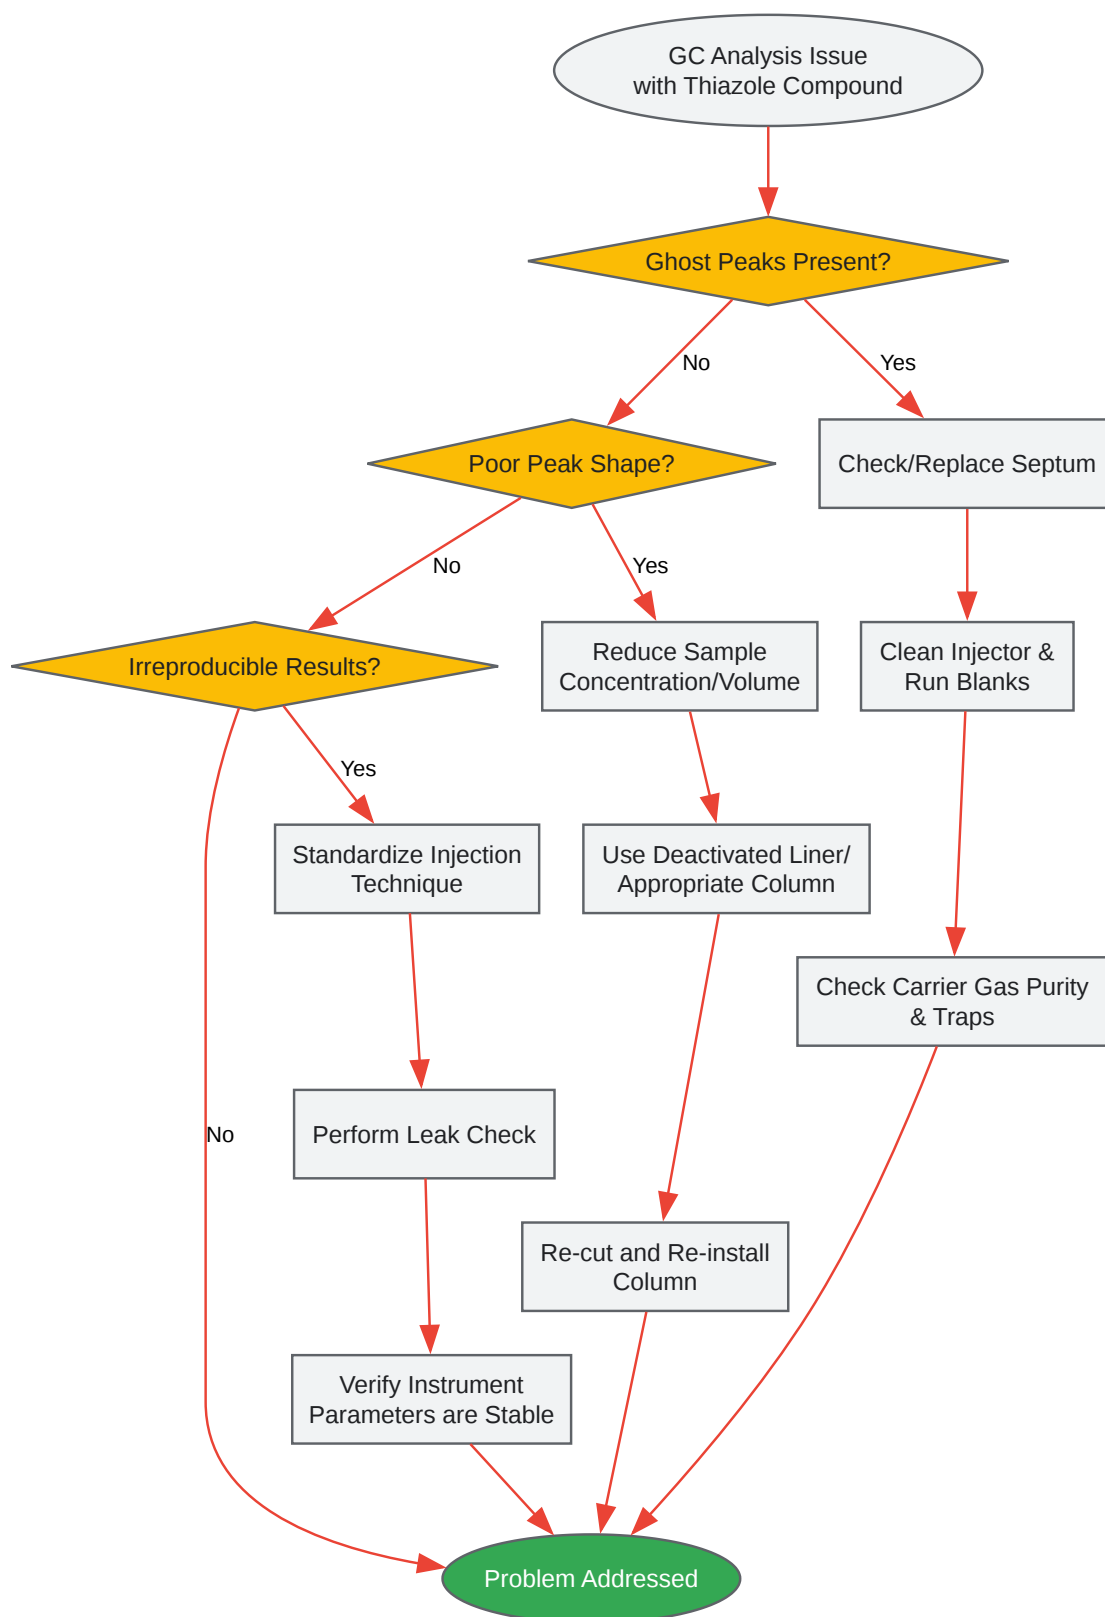 GC Analysis Issue
with Thiazole Compound
Ghost Peaks Present?
No
Yes
Poor Peak Shape?
Check/Replace Septum
No
Yes
Irreproducible Results?
Reduce Sample
Concentration/Volume
Clean Injector &
Run Blanks
Yes
Standardize Injection
Technique
Use Deactivated Liner/
Appropriate Column
Check Carrier Gas Purity
& Traps
No
Perform Leak Check
Re-cut and Re-install
Column
Verify Instrument
Parameters are Stable
Problem Addressed